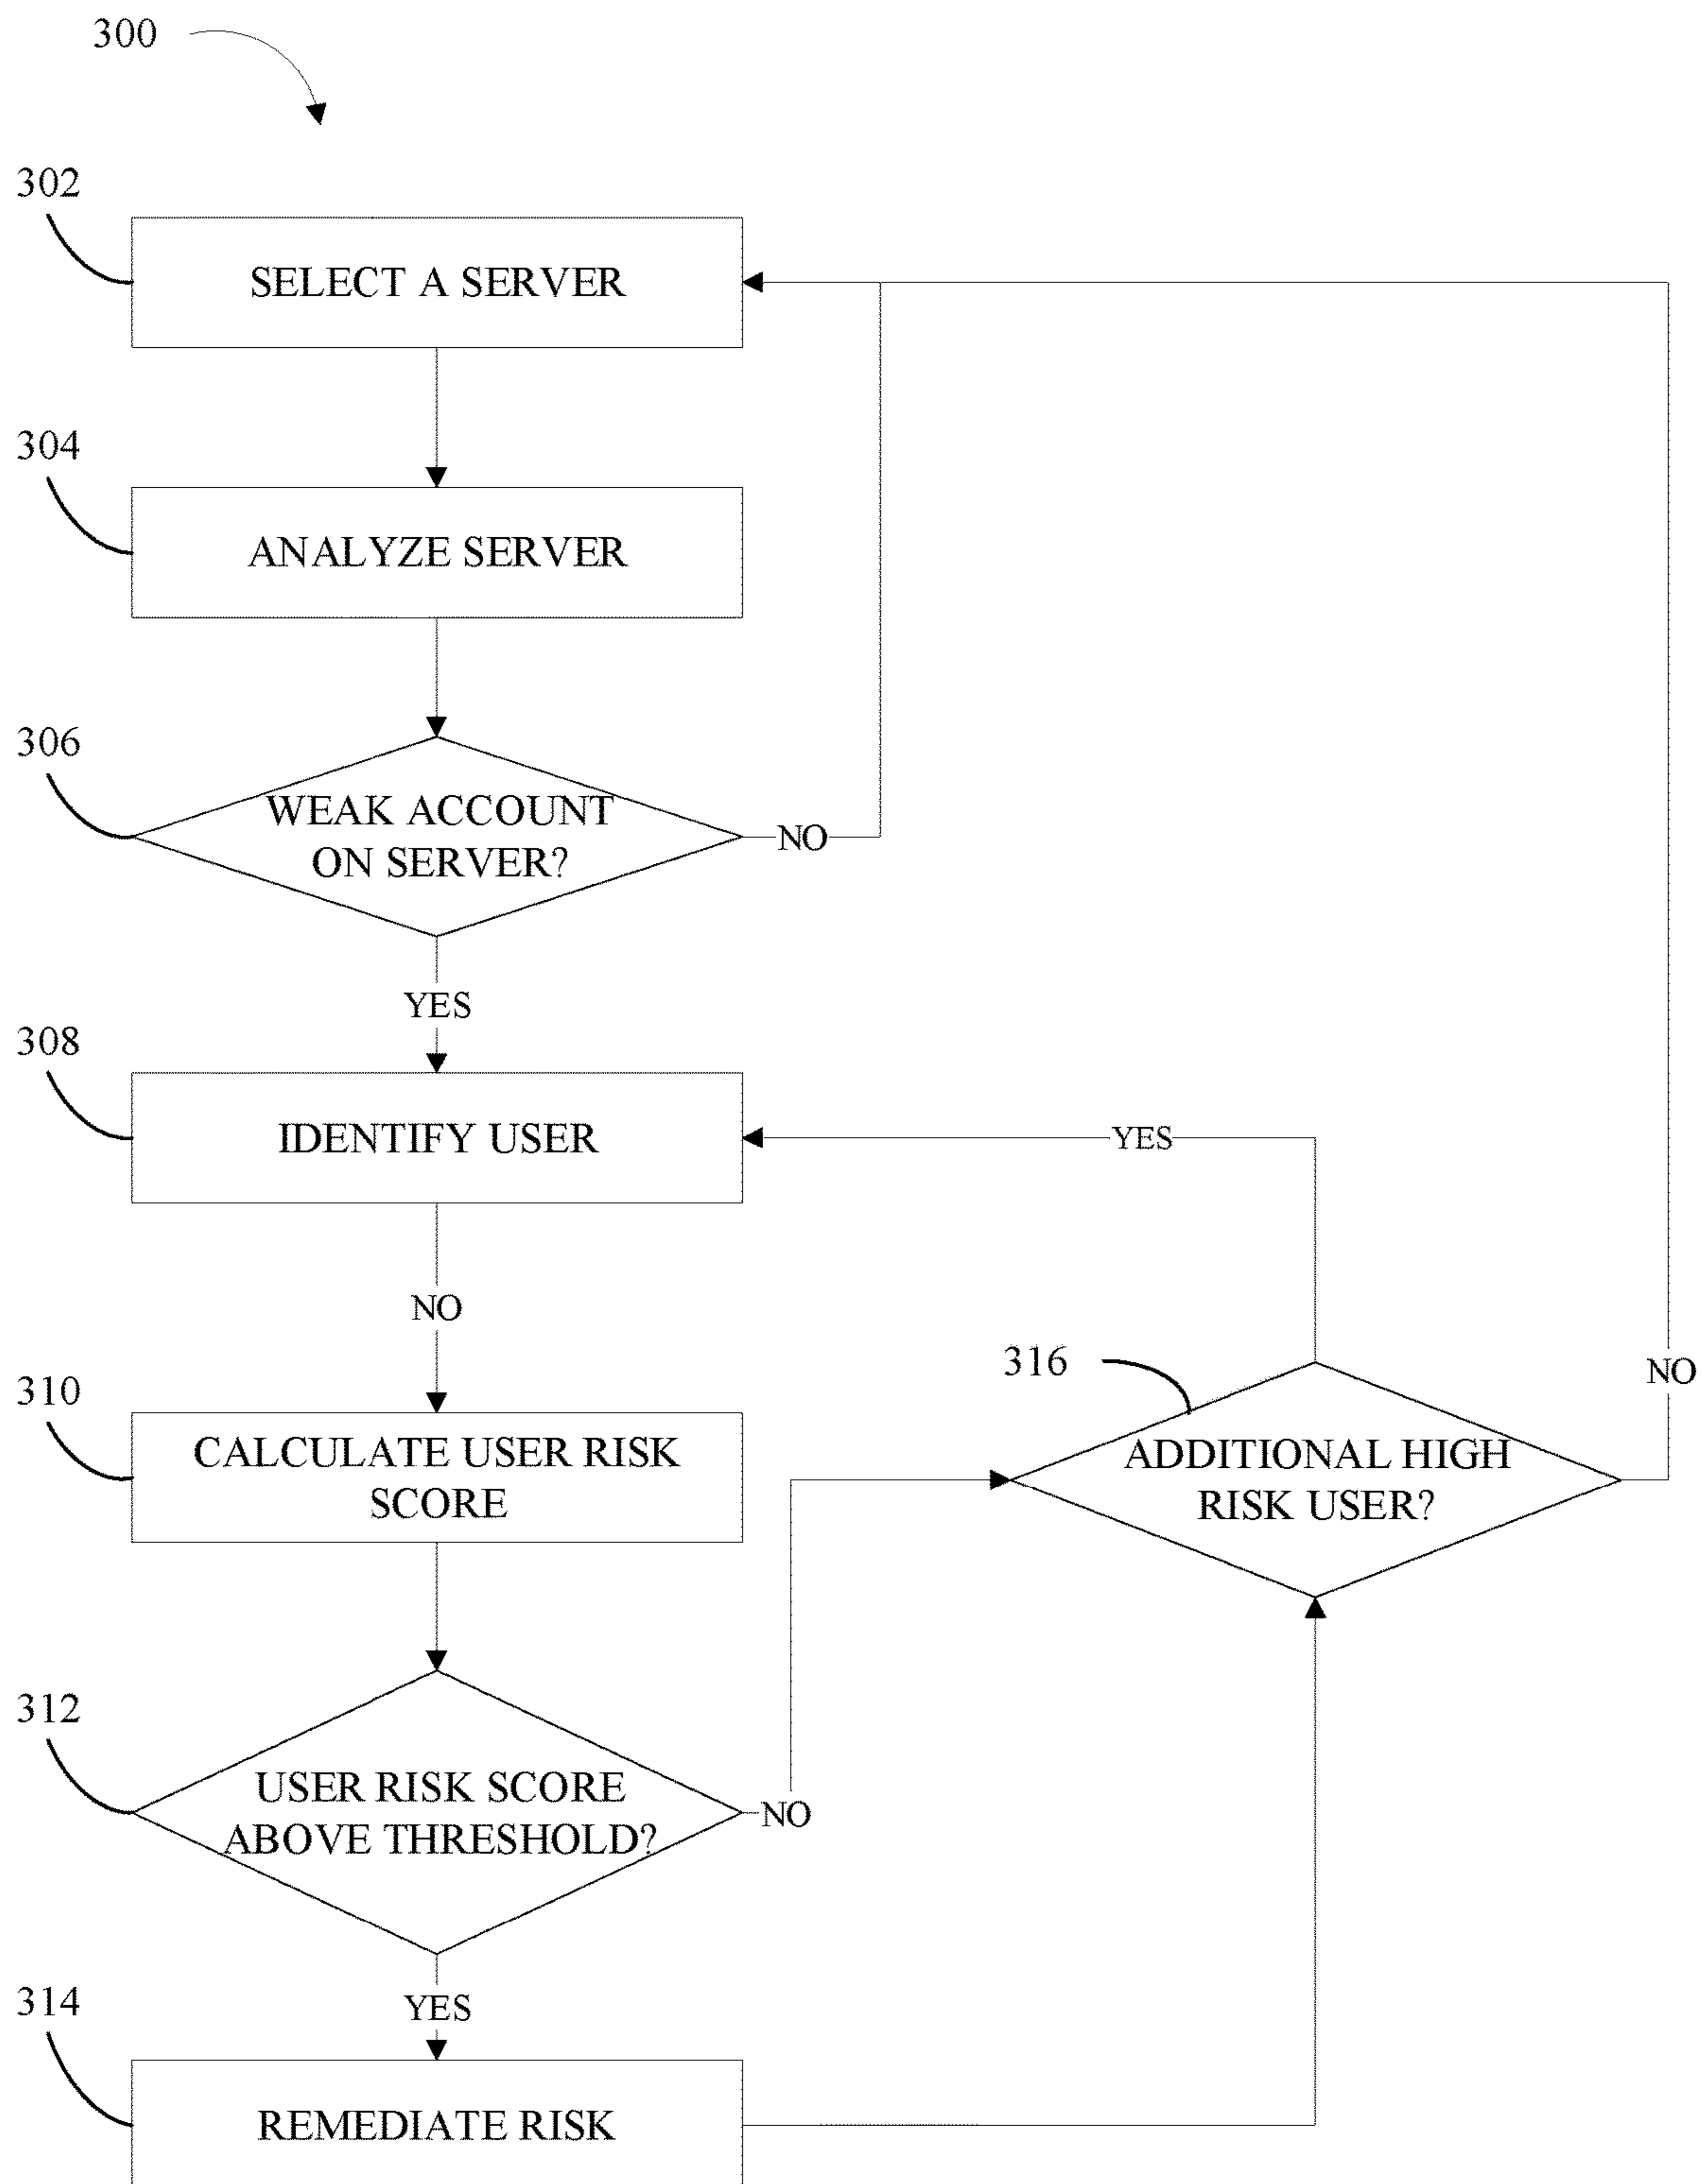 300
302
SELECT A SERVER
304
ANALYZE SERVER
306
WEAK ACCOUNT
ON SERVER?
NO
YES
308
IDENTIFY USER
YES
NO
310
CALCULATE USER RISK
SCORE
316
ADDITIONAL HIGH
RISK USER?
NO
312
USER RISK SCORE
ABOVE THRESHOLD?
NO
YES
314
REMEDIATE RISK